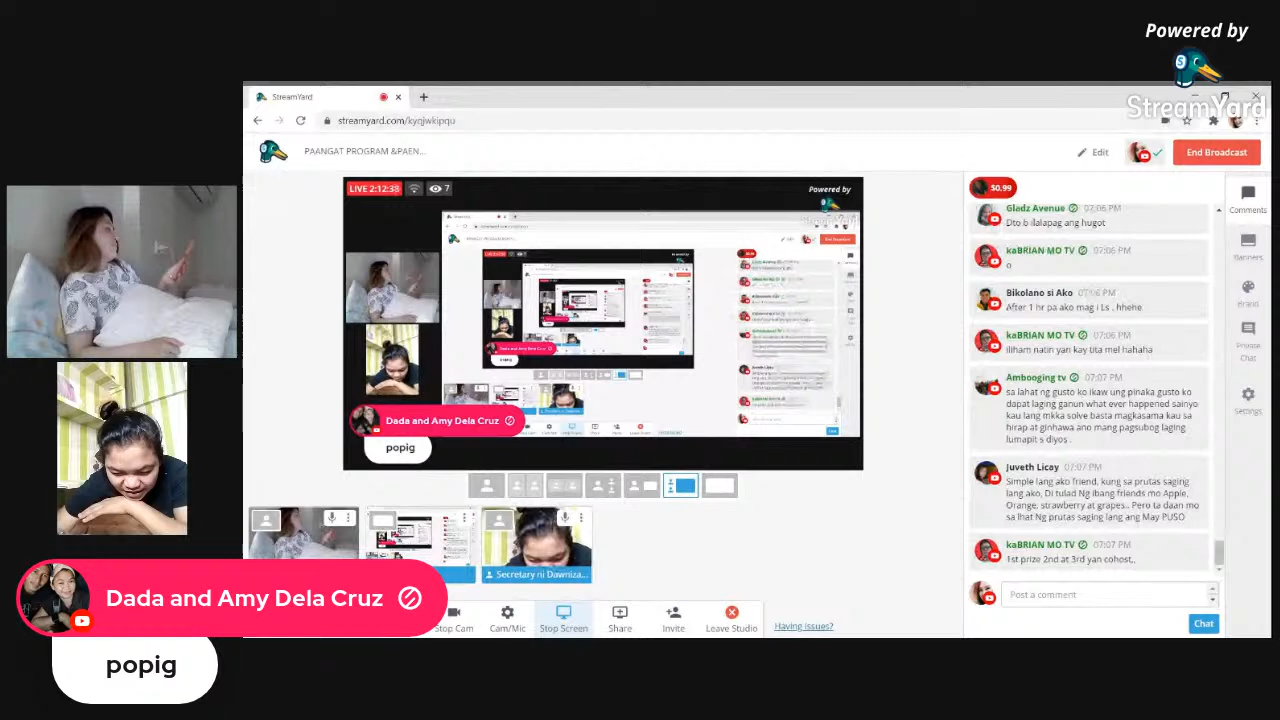 Powered by
StreamYard
StreamYard
streamyard.com/kyqjwkipqu
PAANGAT PROGRAM &PAEN...
Edit
End Broadcast
LIVE 2:12:38
7
Powered by
Dada and Amy Dela Cruz
popig
Secretary ni Dawniza...
Stop Cam
Cam/Mic
Stop Screen
Share
Invite
Leave Studio
Having issues?
$0.99
Gladz Avenue 07:06 PM
Dto b ilalapag ang hugot
kaBRIAN MO TV 07:06 PM
o
Bikolano si Ako 07:06 PM
After 1 hr pa ako mag i Ls . hhehe
kaBRIAN MO TV 07:06 PM
iliham natin yan kay tita mel hahaha
Ambooging tv 07:07 PM
sa lahat ng gusto ko ikaw ung pinaka gusto ko
dapat laging ganun what ever happened sainyo
kau lang mkka solve basta magkasama kau sa
hirap at ginhawa ano mang pagsubog laging
lumapit s diyos .
Juveth Licay 07:07 PM
Simple lang ako friend, kung sa prutas saging
lang ako, Di tulad Ng ibang friends mo Apple,
Orange, strawberry at grapes.. Pero ta daan mo
sa lhat Ng prutas saging lang ang May PUSO
kaBRIAN MO TV 07:07 PM
1st prize 2nd at 3rd yan cohost,,
Post a comment
Chat
Comments
Banners
Brand
Private
Chat
Settings
Dada and Amy Dela Cruz
popig